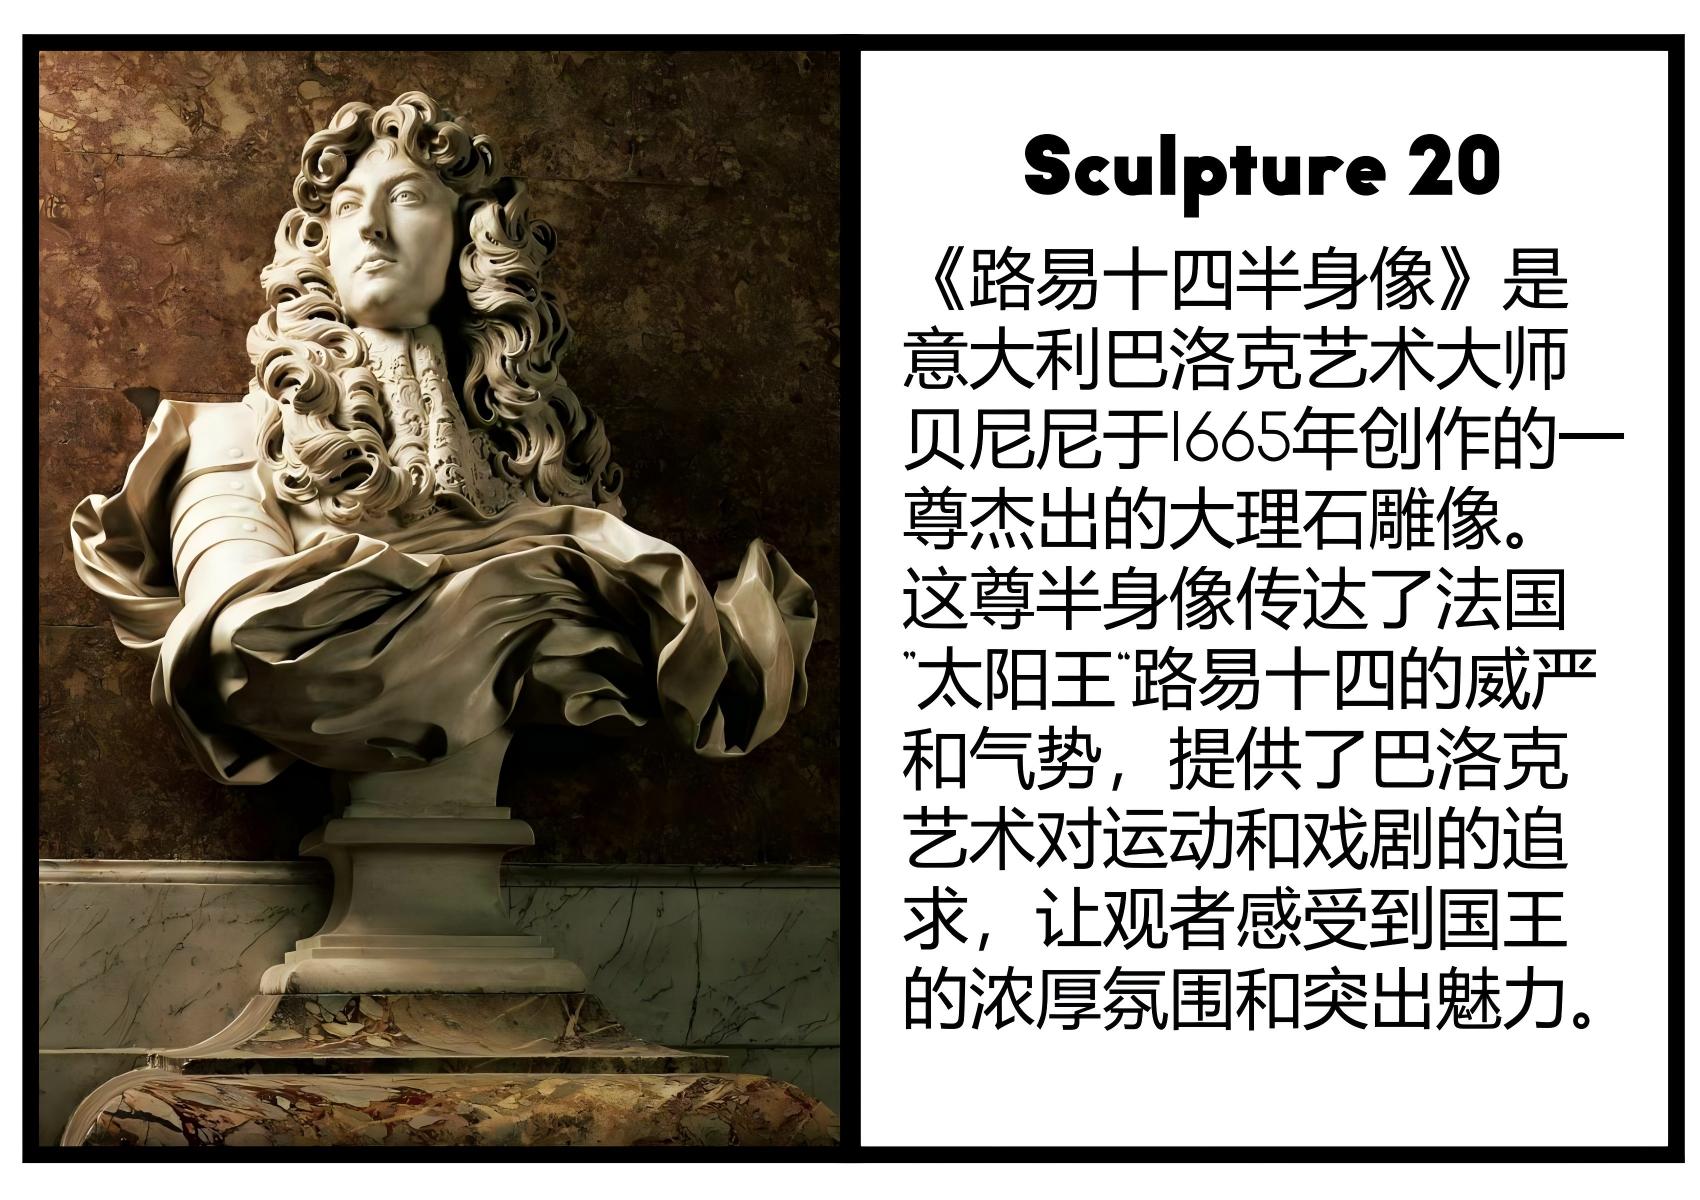 Sculpture 20
《路易十四半身像》是
意大利巴洛克艺术大师
贝尼尼于1665年创作的一
尊杰出的大理石雕像。
这尊半身像传达了法国
”太阳王“路易十四的威严
和气势，提供了巴洛克
艺术对运动和戏剧的追
求，让观者感受到国王
的浓厚氛围和突出魅力。